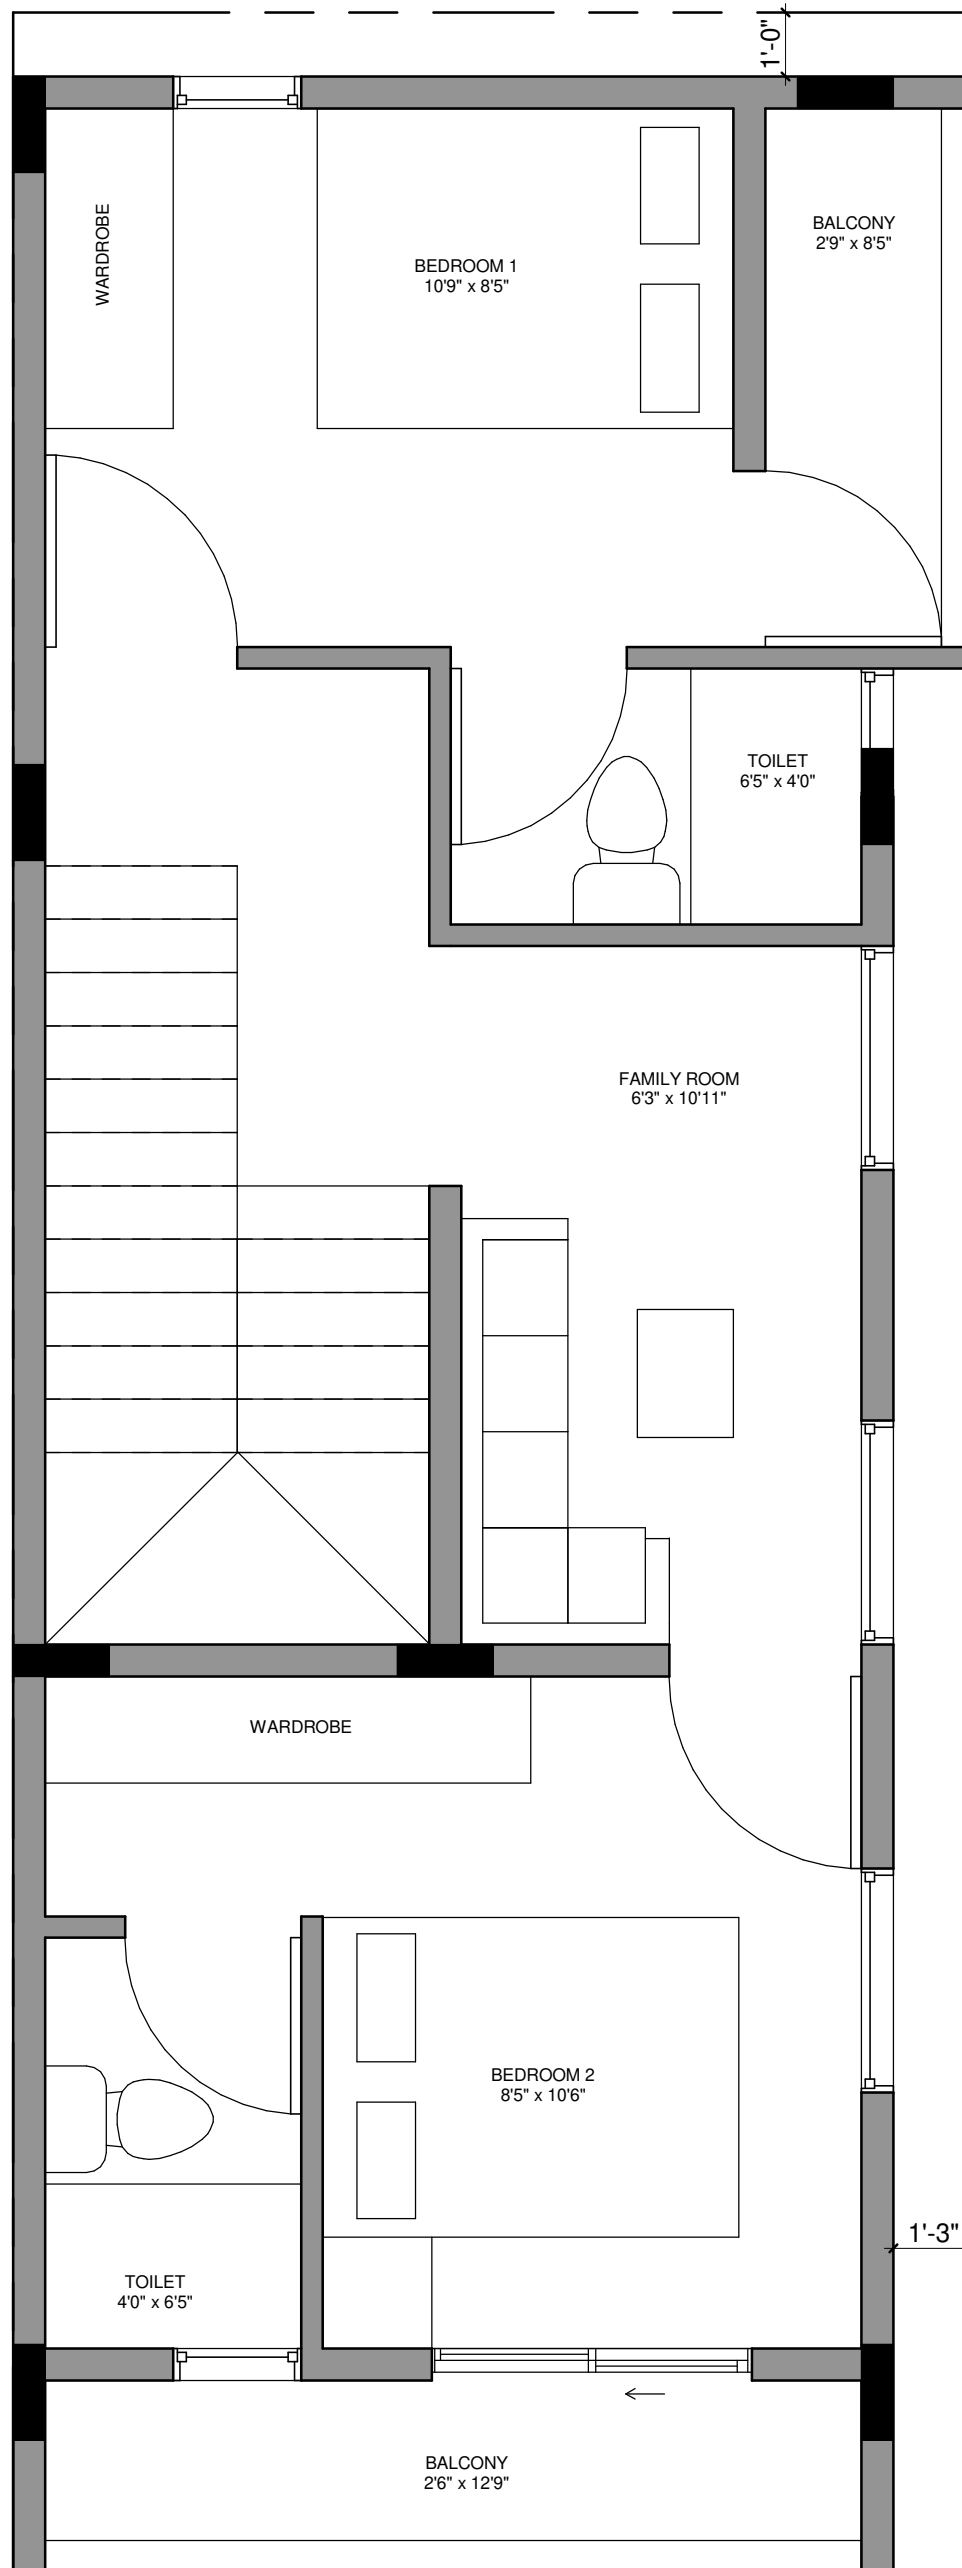 1'-0"
WARDROBE
BEDROOM 1
10'9" x 8'5"
BALCONY
2'9" x 8'5"
TOILET
6'5" x 4'0"
FAMILY ROOM
6'3" x 10'11"
WARDROBE
BEDROOM 2
8'5" x 10'6"
1'-3"
TOILET
4'0" x 6'5"
BALCONY
2'6" x 12'9"